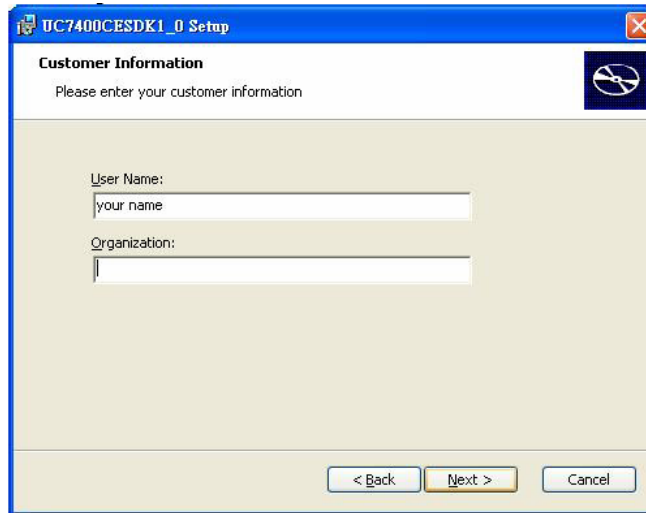 UC7400CESDK1_0 Setup
Customer Information
Please enter your customer information
User Name:
your name
Organization:
< Back Next > Cancel